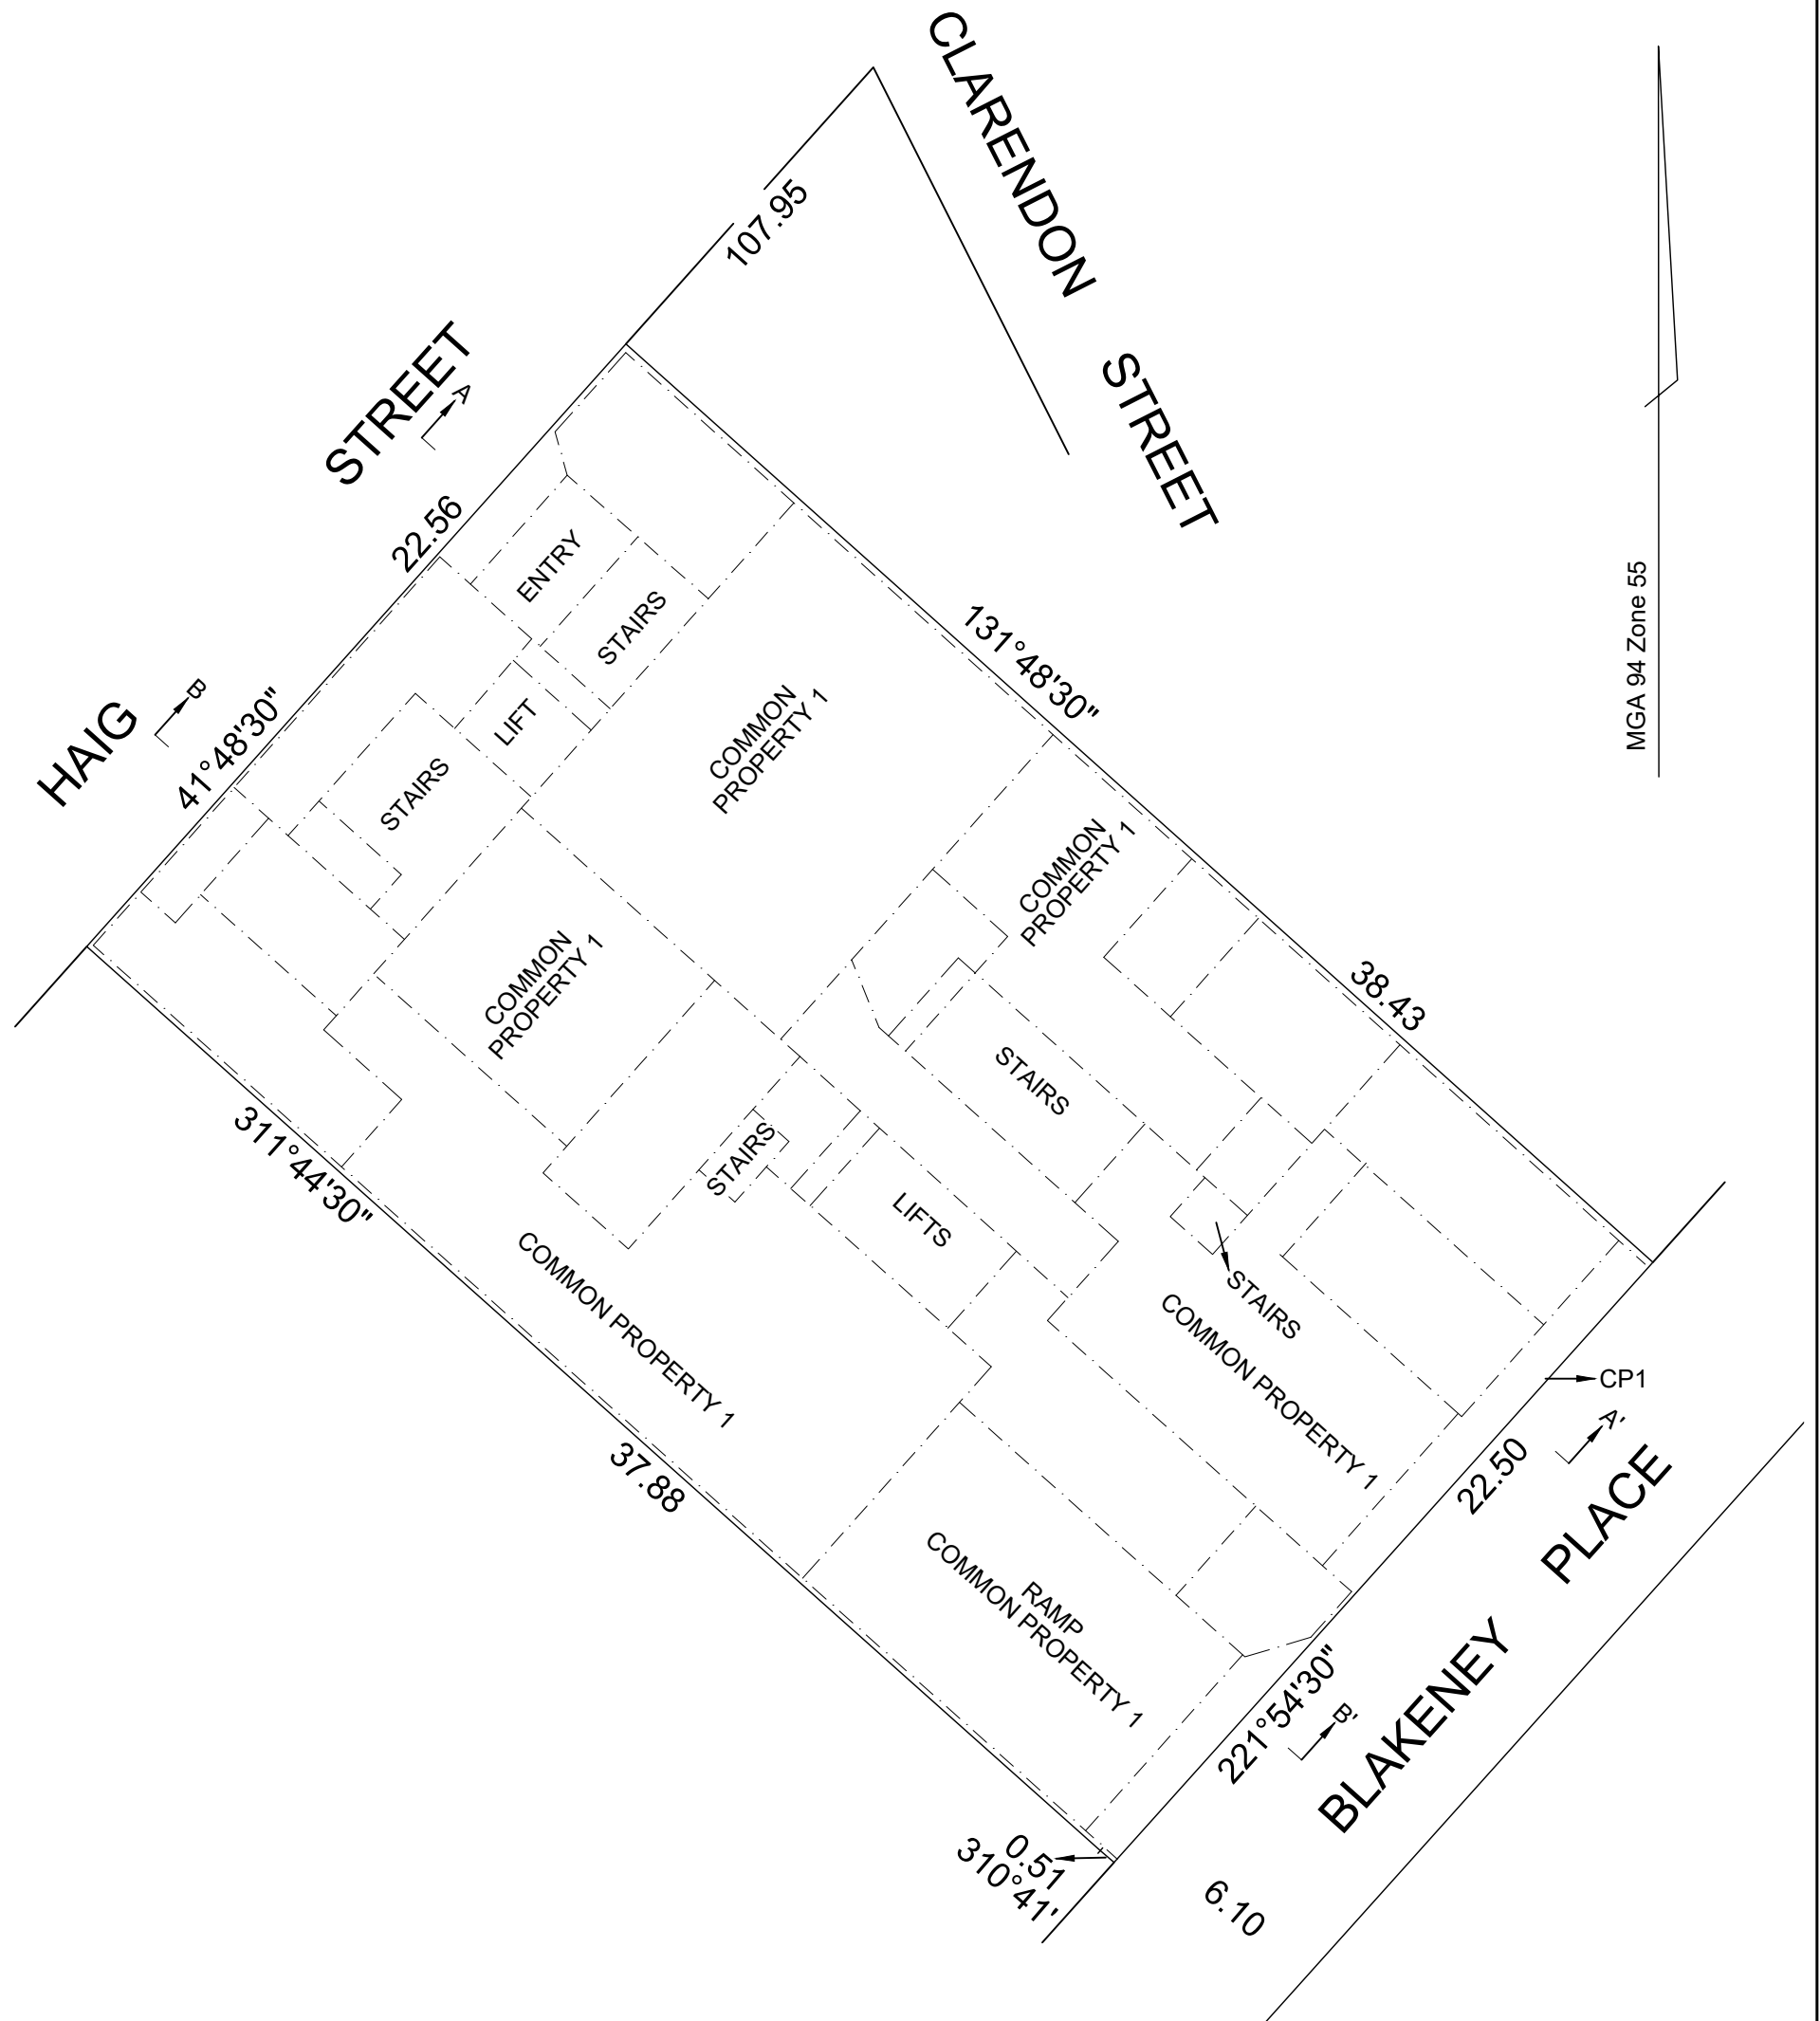 CLARENDON STREET
107.95
STREET
A
22.56
HAIG
B
41°48'30"
131°48'30"
MGA 94 Zone 55
ENTRY
STAIRS
LIFT
STAIRS
COMMON
PROPERTY 1
COMMON
PROPERTY 1
COMMON
PROPERTY 1
38.43
STAIRS
STAIRS
LIFTS
311°44'30"
COMMON PROPERTY 1
STAIRS
COMMON PROPERTY 1
CP1
A'
22.50
37.88
PLACE
RAMP
COMMON PROPERTY 1
221°54'30"
B'
BLAKENEY
0.51
310°41'
6.10